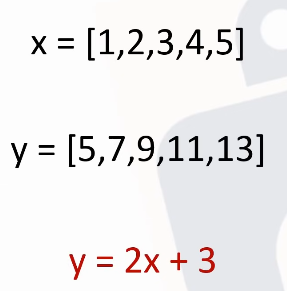 x = [1,2,3,4,5]
y = [5,7,9,11,13]
y = 2x + 3